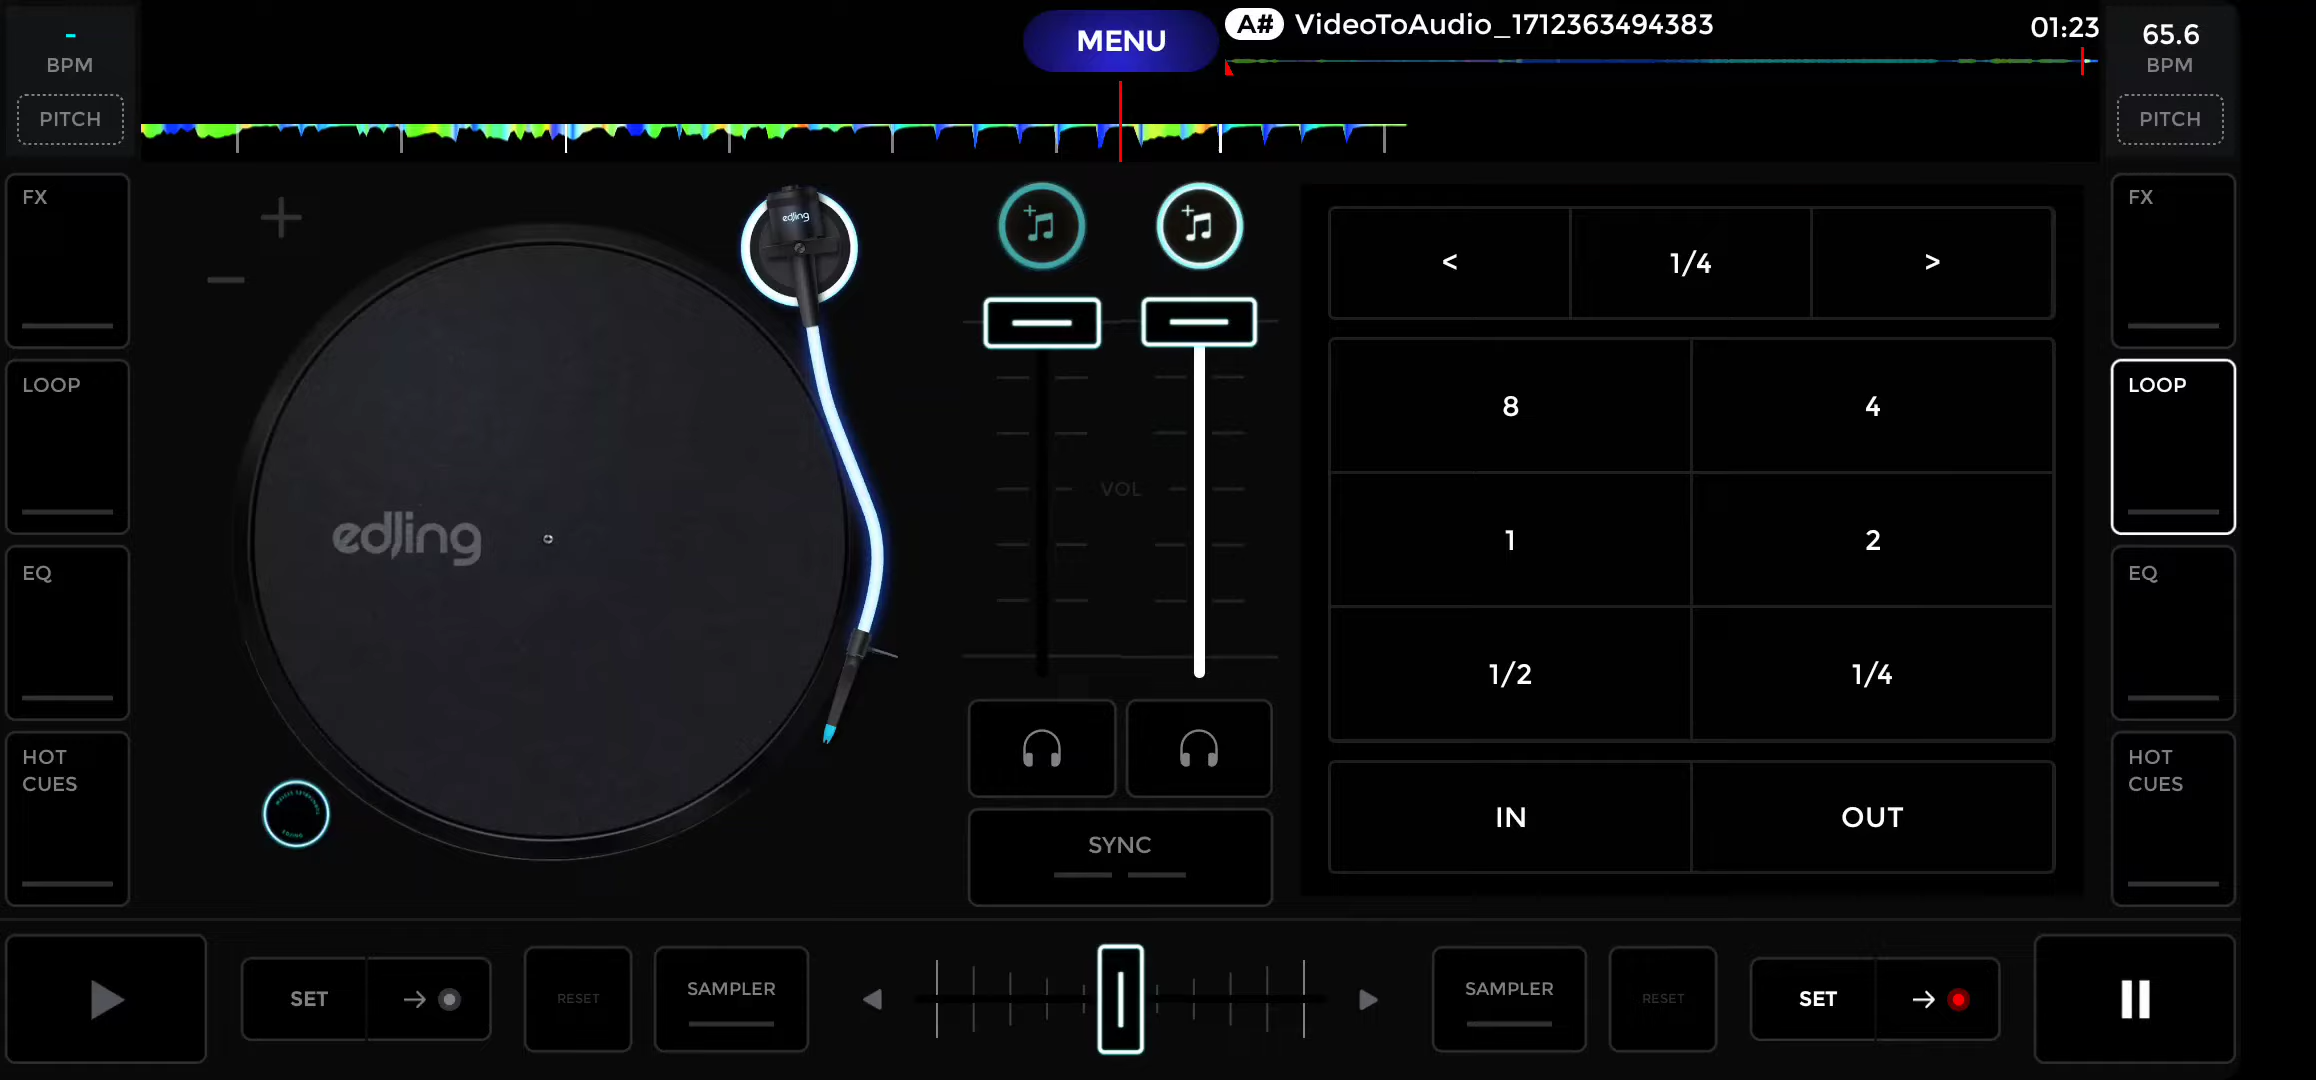 -
BPM
PITCH
MENU
A# VideoToAudio_1712363494383
01:23
65.6
BPM
PITCH
FX
LOOP
EQ
HOT
CUES
edjing
edjing
EDJING
VOL
SYNC
< 1/4 >
8 4
1 2
1/2 1/4
IN OUT
FX
LOOP
EQ
HOT
CUES
SET
RESET
SAMPLER
SAMPLER
RESET
SET